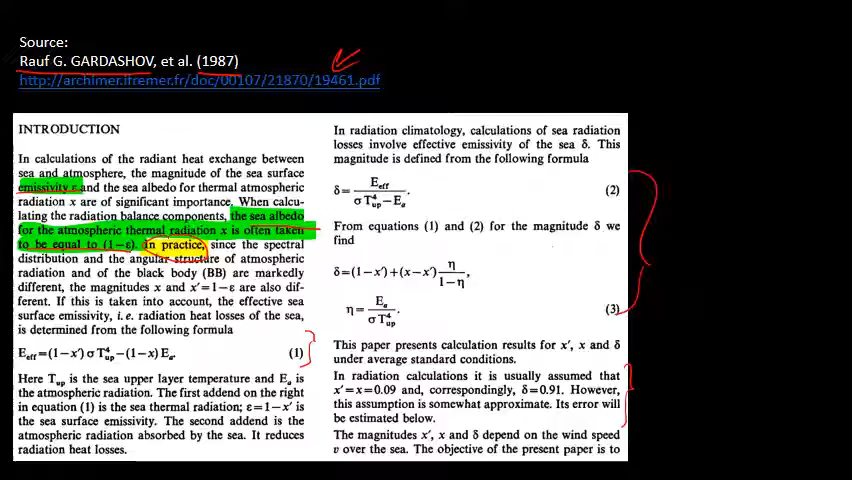 Source:
Rauf G. GARDASHOV, et al. (1987)
http://archimer.ifremer.fr/doc/00107/21870/19461.pdf
INTRODUCTION
In calculations of the radiant heat exchange between
sea and atmosphere, the magnitude of the sea surface
emissivity ε and the sea albedo for thermal atmospheric
radiation x are of significant importance. When calcu-
lating the radiation balance components, the sea albedo
for the atmospheric thermal radiation x is often taken
to be equal to (1-ε). In practice, since the spectral
distribution and the angular structure of atmospheric
radiation and of the black body (BB) are markedly
different, the magnitudes x and x'=1-ε are also dif-
ferent. If this is taken into account, the effective sea
surface emissivity, i.e. radiation heat losses of the sea,
is determined from the following formula
E_eff=(1-x') σ T⁴_up-(1-x) E_a. (1)
Here T_up is the sea upper layer temperature and E_a is
the atmospheric radiation. The first addend on the right
in equation (1) is the sea thermal radiation; ε=1-x' is
the sea surface emissivity. The second addend is the
atmospheric radiation absorbed by the sea. It reduces
radiation heat losses.
In radiation climatology, calculations of sea radiation
losses involve effective emissivity of the sea δ. This
magnitude is defined from the following formula
δ= E_eff / (σ T⁴_up-E_a). (2)
From equations (1) and (2) for the magnitude δ we
find
δ=(1-x')+(x-x') η/(1-η),
η= E_a / (σ T⁴_up). (3)
This paper presents calculation results for x', x and δ
under average standard conditions.
In radiation calculations it is usually assumed that
x'=x=0.09 and, correspondingly, δ=0.91. However,
this assumption is somewhat approximate. Its error will
be estimated below.
The magnitudes x', x and δ depend on the wind speed
v over the sea. The objective of the present paper is to